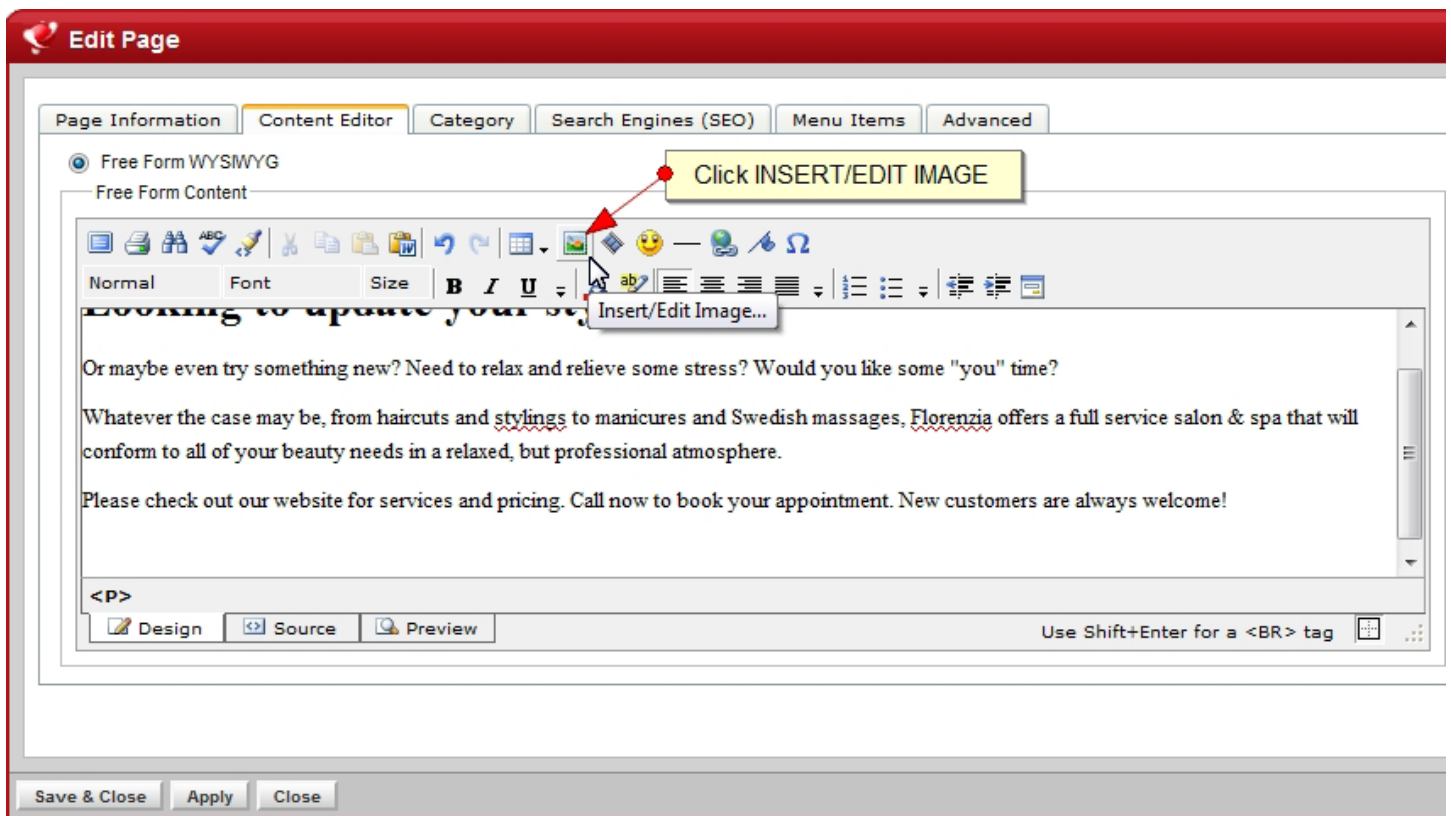 Edit Page
Page Information Content Editor Category Search Engines (SEO) Menu Items Advanced
Free Form WYSIWYG
Click INSERT/EDIT IMAGE
Free Form Content
ABC
Normal Font Size B I U A ab
Insert/Edit Image...
Looking to update your
Or maybe even try something new? Need to relax and relieve some stress? Would you like some "you" time?
Whatever the case may be, from haircuts and stylings to manicures and Swedish massages, Florenzia offers a full service salon & spa that will
conform to all of your beauty needs in a relaxed, but professional atmosphere.
Please check out our website for services and pricing. Call now to book your appointment. New customers are always welcome!
<P>
Design Source Preview
Use Shift+Enter for a <BR> tag
Save & Close Apply Close